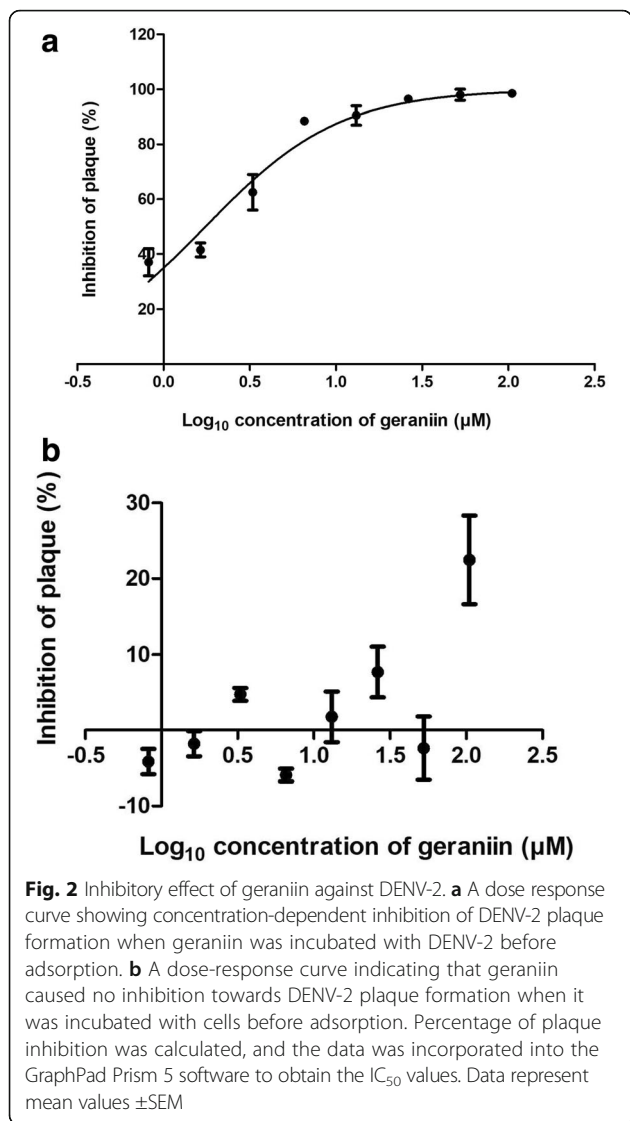 a
120
100
80
60
40
20
Inhibition of plaque (%)
-0.5 0.0 0.5 1.0 1.5 2.0 2.5
Log₁₀ concentration of geraniin (µM)
b
30
20
10
-10
Inhibition of plaque (%)
-0.5 0.5 1.0 1.5 2.0 2.5
Log₁₀ concentration of geraniin (µM)
Fig. 2 Inhibitory effect of geraniin against DENV-2. a A dose response
curve showing concentration-dependent inhibition of DENV-2 plaque
formation when geraniin was incubated with DENV-2 before
adsorption. b A dose-response curve indicating that geraniin
caused no inhibition towards DENV-2 plaque formation when it
was incubated with cells before adsorption. Percentage of plaque
inhibition was calculated, and the data was incorporated into the
GraphPad Prism 5 software to obtain the IC₅₀ values. Data represent
mean values ±SEM